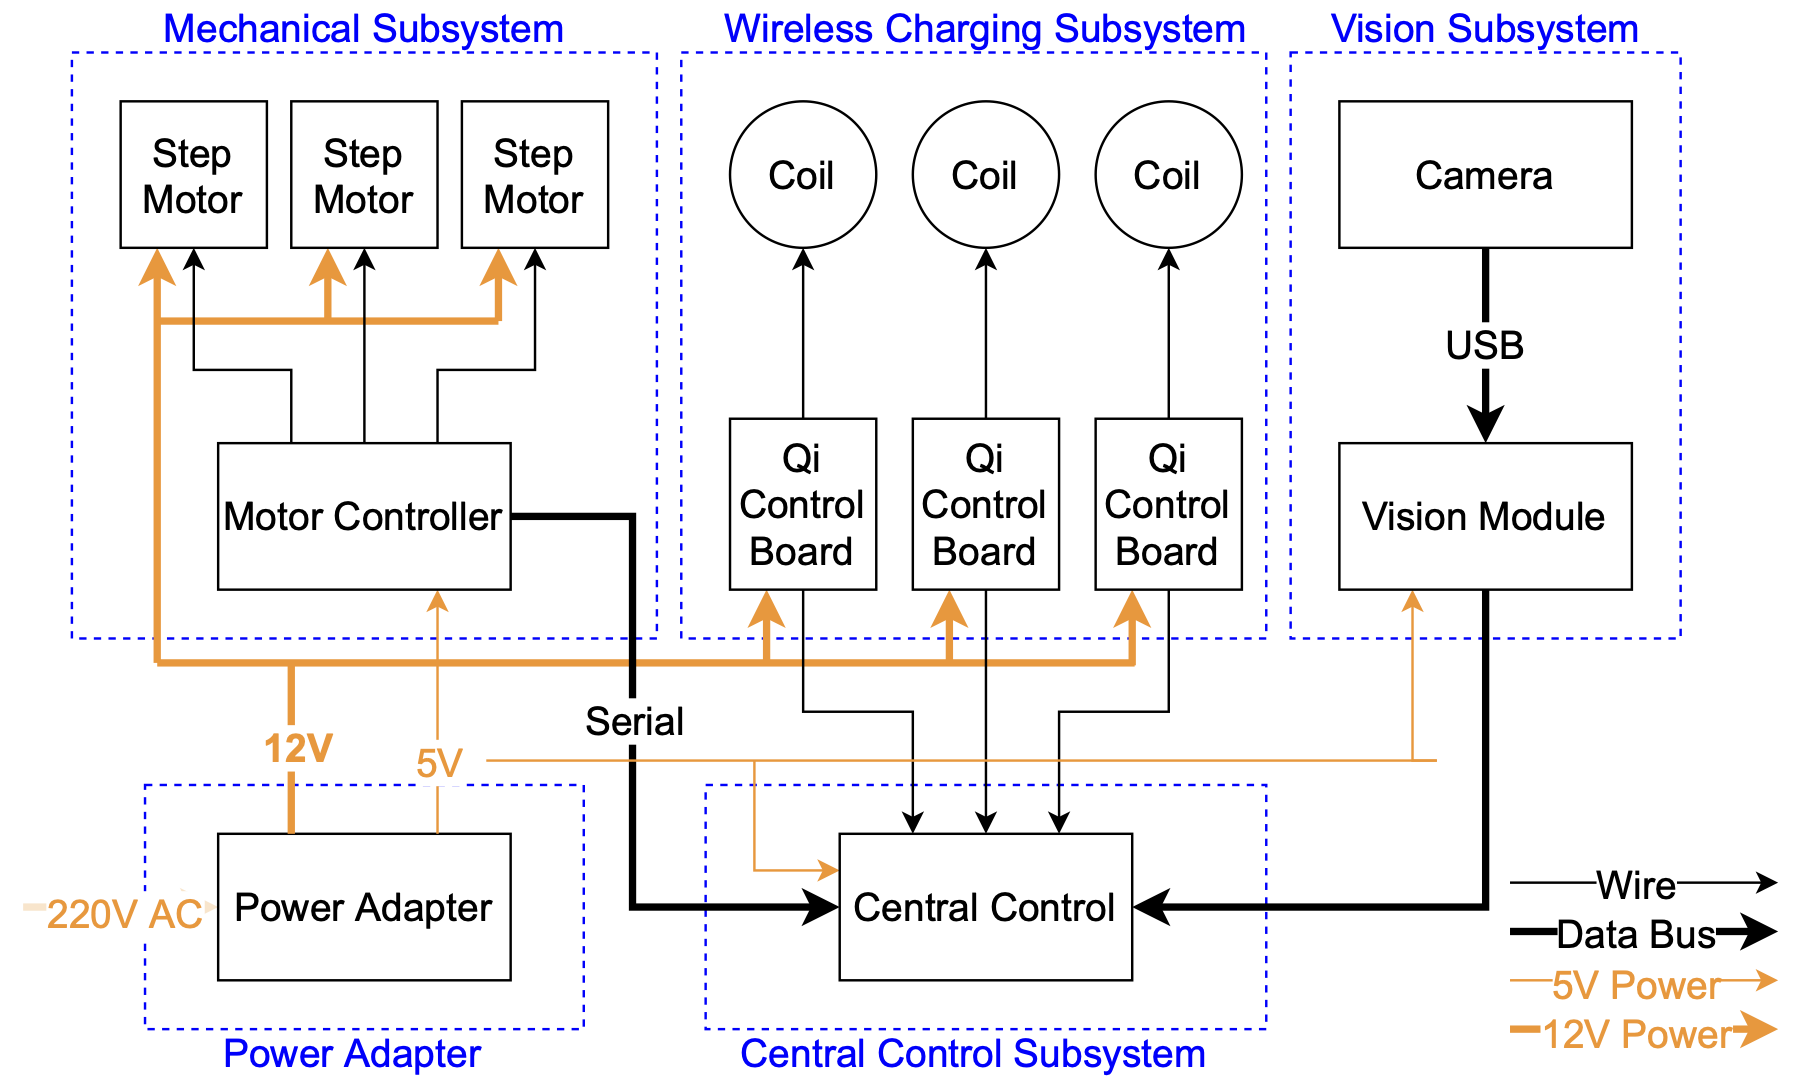 Mechanical Subsystem
Wireless Charging Subsystem
Vision Subsystem
Step
Motor
Step
Motor
Step
Motor
Coil
Coil
Coil
Camera
USB
Motor Controller
Qi
Control
Board
Qi
Control
Board
Qi
Control
Board
Vision Module
Serial
12V
5V
220V AC
Power Adapter
Central Control
Wire
Data Bus
5V Power
12V Power
Power Adapter
Central Control Subsystem